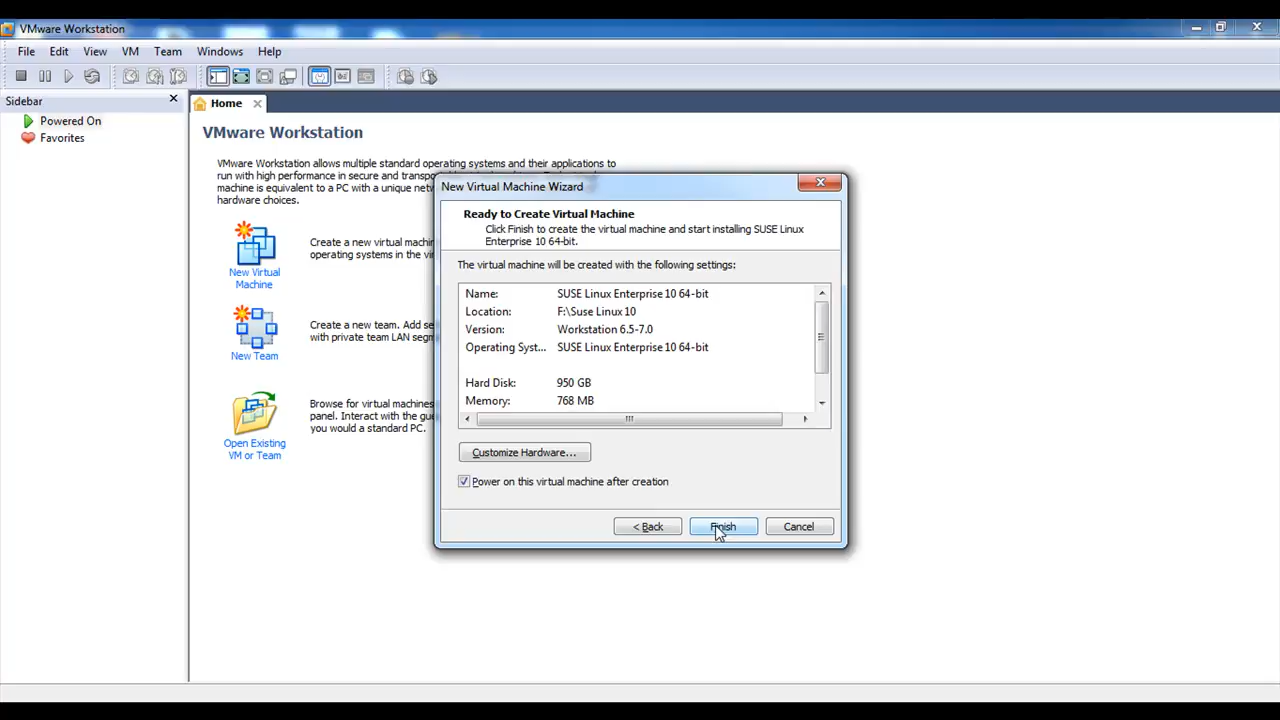 VMware Workstation
File Edit View VM Team Windows Help
Sidebar
Powered On
Favorites
Home
VMware Workstation
VMware Workstation allows multiple standard operating systems and their applications to
run with high performance in secure and
machine is equivalent to a PC with a unique
hardware choices.
New Virtual
Machine
Create a new virtual
operating systems in the
New Team
Create a new team. Add
with private team LAN
Open Existing
VM or Team
Browse for virtual machines
panel. Interact with the
you would a standard PC.
New Virtual Machine Wizard
Ready to Create Virtual Machine
Click Finish to create the virtual machine and start installing SUSE Linux
Enterprise 10 64-bit.
The virtual machine will be created with the following settings:
Name: SUSE Linux Enterprise 10 64-bit
Location: F:\Suse Linux 10
Version: Workstation 6.5-7.0
Operating Syst... SUSE Linux Enterprise 10 64-bit
Hard Disk: 950 GB
Memory: 768 MB
Customize Hardware...
Power on this virtual machine after creation
< Back Finish Cancel